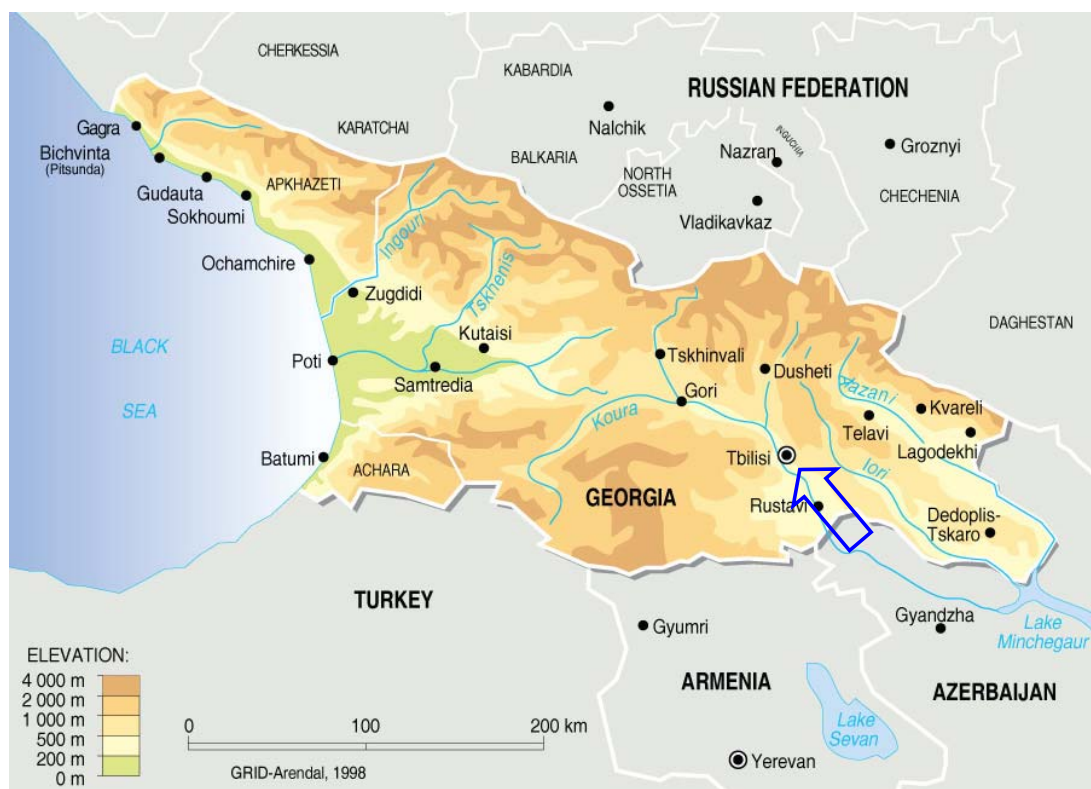 CHERKESSIA
KABARDIA
RUSSIAN FEDERATION
Gagra
KARATCHAI
Nalchik
Bichvinta
(Pitsunda)
BALKARIA
Nazran
INGUCHIA
Groznyi
NORTH
OSSETIA
Gudauta
APKHAZETI
CHECHENIA
Sokhoumi
Vladikavkaz
Ingouri
Ochamchire
Tskhenis
Zugdidi
DAGHESTAN
BLACK
SEA
Kutaisi
Poti
Tskhinvali
Samtredia
Dusheti
Gori
Kazani
Kvareli
Koura
Telavi
Lagodekhi
Batumi
Tbilisi
Iori
ACHARA
GEORGIA
Rustavi
Dedoplis-
Tskaro
TURKEY
Gyandzha
Gyumri
Lake
Minchegaur
ELEVATION:
4 000 m
2 000 m
1 000 m
500 m
200 m
0 m
ARMENIA
AZERBAIJAN
0 100 200 km
Lake
Sevan
GRID-Arendal, 1998
Yerevan